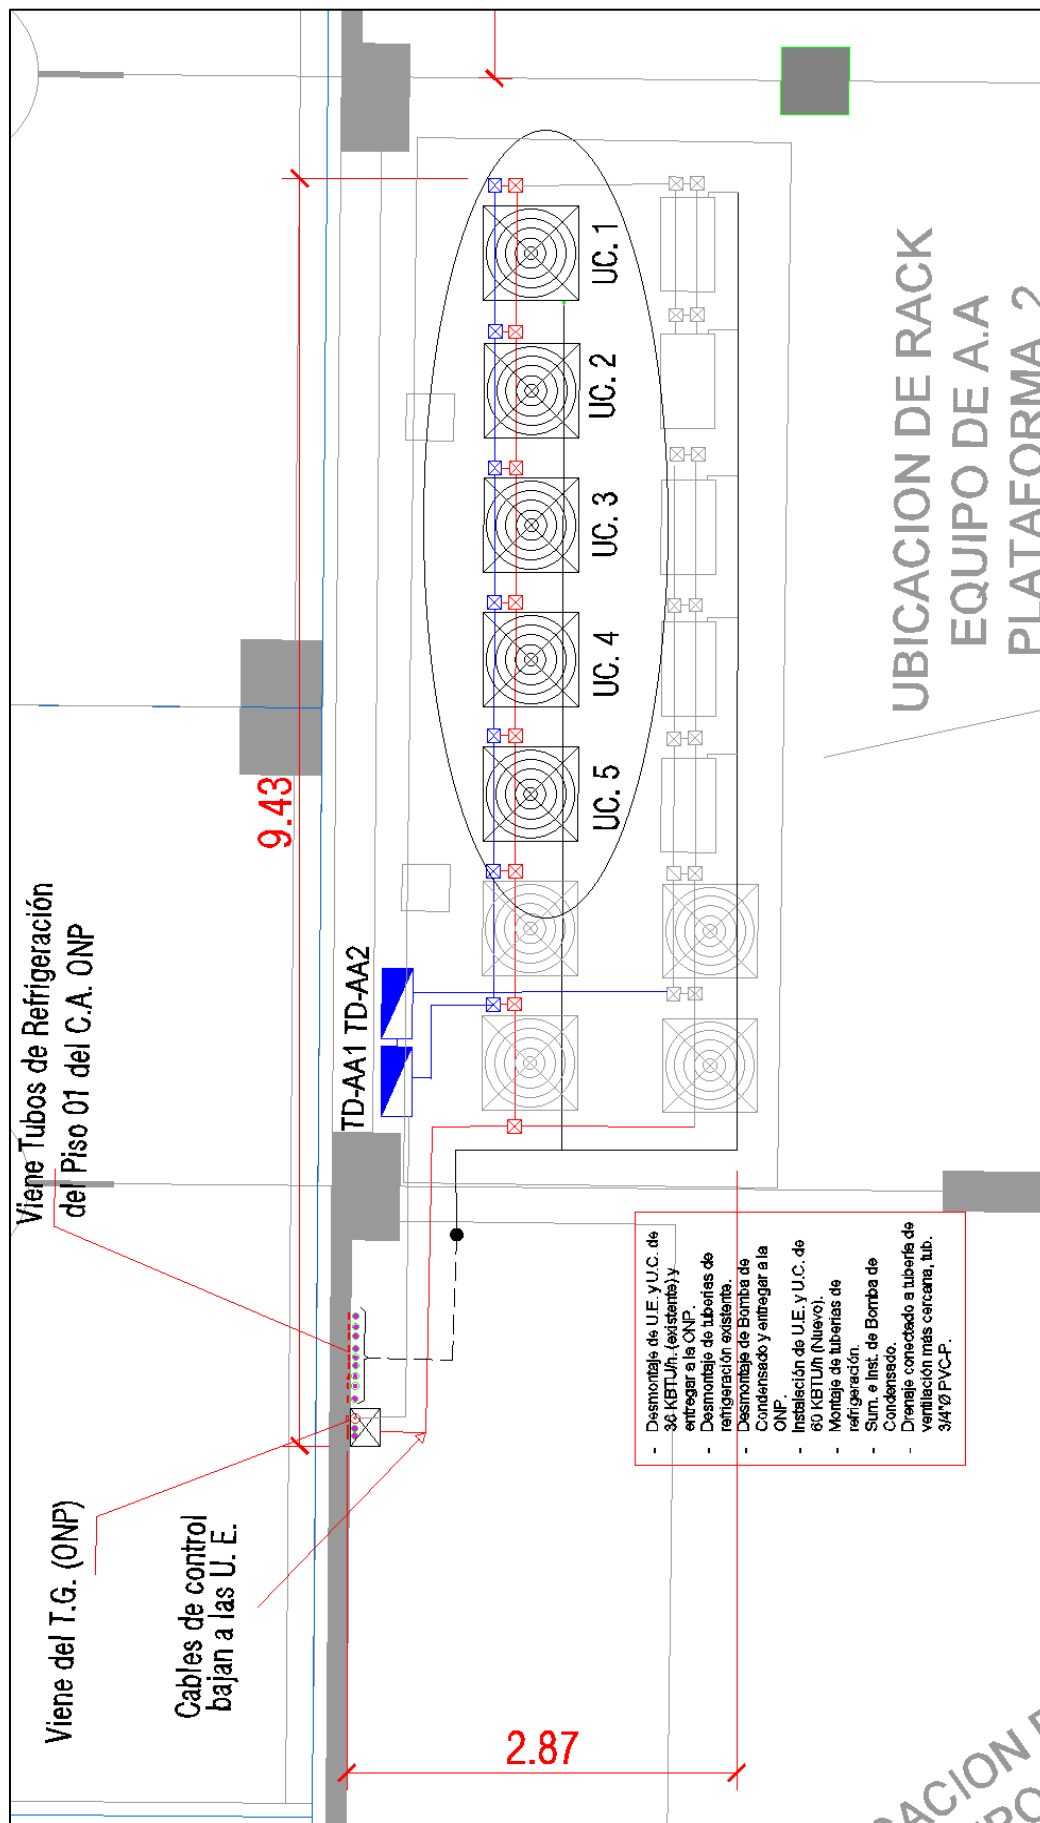 Viene Tubos de Refrigeración
del Piso 01 del C.A. ONP
Viene del T.G. (ONP)
Cables de control
bajan a las U. E.
9.43
2.87
TD-AA1 TD-AA2
UC. 1
UC. 2
UC. 3
UC. 4
UC. 5
UBICACION DE RACK
EQUIPO DE A.A
PLATAFORMA 2
- Desmontaje de U.E. y U.C. de
36 KBTU/h. (existente) y
entregar a la ONP.
- Desmontaje de tuberias de
refrigeración existente.
- Desmontaje de Bomba de
Condensado y entregar a la
ONP.
- Instalación de U.E. y U.C. de
60 KBTU/h (Nuevo).
- Montaje de tuberias de
refrigeración.
- Sum. e Inst. de Bomba de
Condensado.
- Drenaje conectado a tubería de
ventilación más cercana, tub.
3/4"Ø PVC-P.